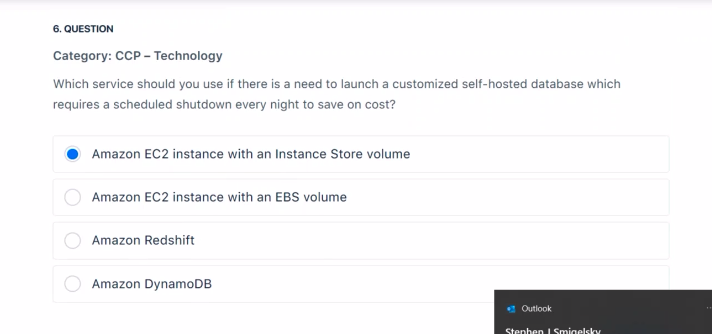 6. QUESTION
Category: CCP – Technology
Which service should you use if there is a need to launch a customized self-hosted database which
requires a scheduled shutdown every night to save on cost?
Amazon EC2 instance with an Instance Store volume
Amazon EC2 instance with an EBS volume
Amazon Redshift
Amazon DynamoDB
Outlook
Stephen J Smigelsky